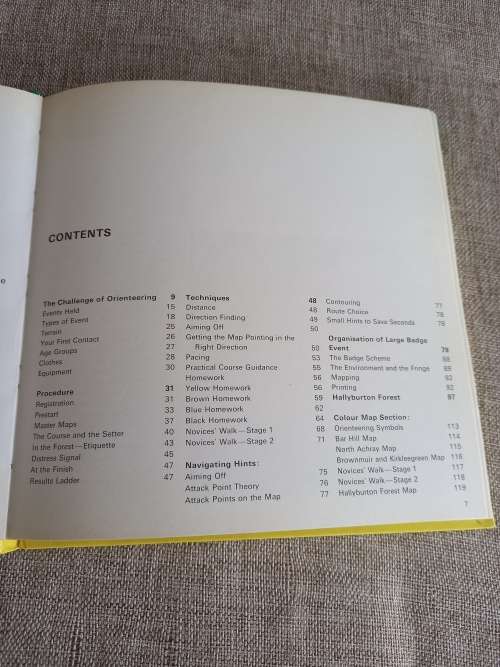 e
CONTENTS
The Challenge of Orienteering 9
Events Held 15
Types of Event 18
Terrain 25
Your First Contact 26
Age Groups 27
Clothes 28
Equipment 30
Procedure 31
Registration 31
Prestart 33
Master Maps 37
The Course and the Setter 40
In the Forest—Etiquette 43
Distress Signal 45
At the Finish 47
Results Ladder 47
Techniques 48
Distance 48
Direction Finding 49
Aiming Off 50
Getting the Map Pointing in the
Right Direction 50
Pacing 53
Practical Course Guidance 55
Homework 56
Yellow Homework 56
Brown Homework 59
Blue Homework 62
Black Homework 64
Novices' Walk—Stage 1 68
Novices' Walk—Stage 2 71
Navigating Hints:
Aiming Off 75
Attack Point Theory 76
Attack Points on the Map 77
Contouring 77
Route Choice 78
Small Hints to Save Seconds 78
Organisation of Large Badge
Event 79
The Badge Scheme 88
The Environment and the Fringe 89
Mapping 92
Printing 92
Hallyburton Forest 97
Colour Map Section:
Orienteering Symbols 113
Bar Hill Map 114
North Achray Map 115
Brownmuir and Kirkleegreen Map 116
Novices' Walk—Stage 1 117
Novices' Walk—Stage 2 118
Hallyburton Forest Map 119
7